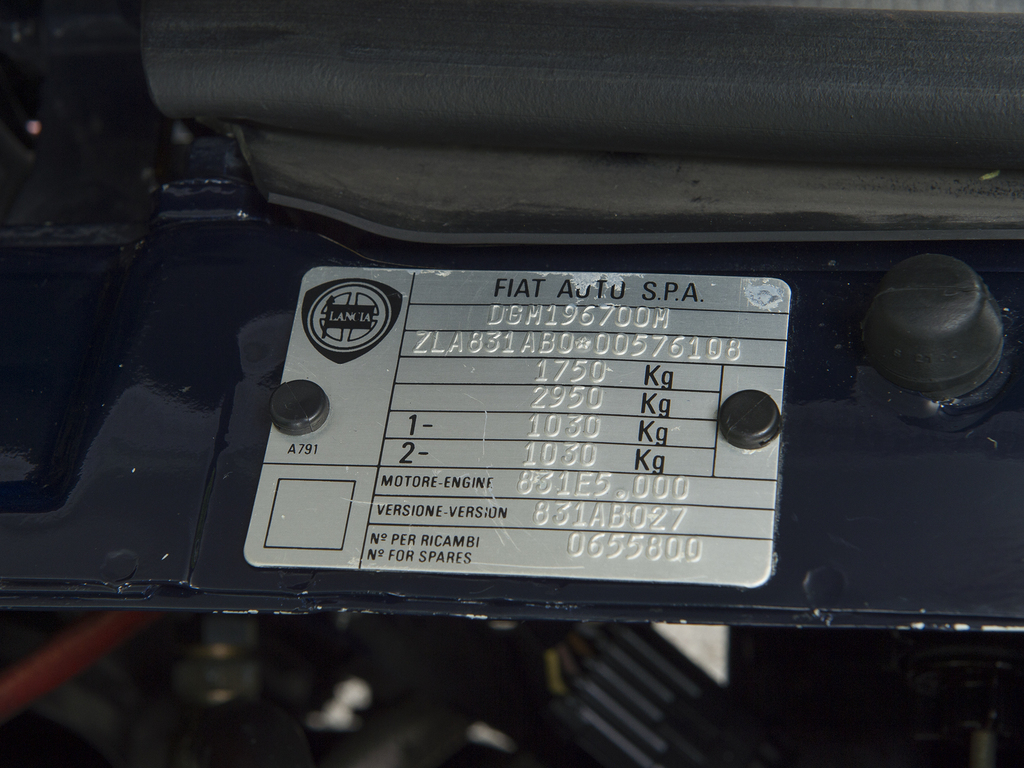 LANCIA
FIAT AUTO S.P.A.
DGM196700M
ZLA831AB0*00576108
1750 Kg
2950 Kg
1- 1030 Kg
2- 1030 Kg
A791
MOTORE-ENGINE 831E5.000
VERSIONE-VERSION 831AB027
Nº PER RICAMBI 0655800
Nº FOR SPARES